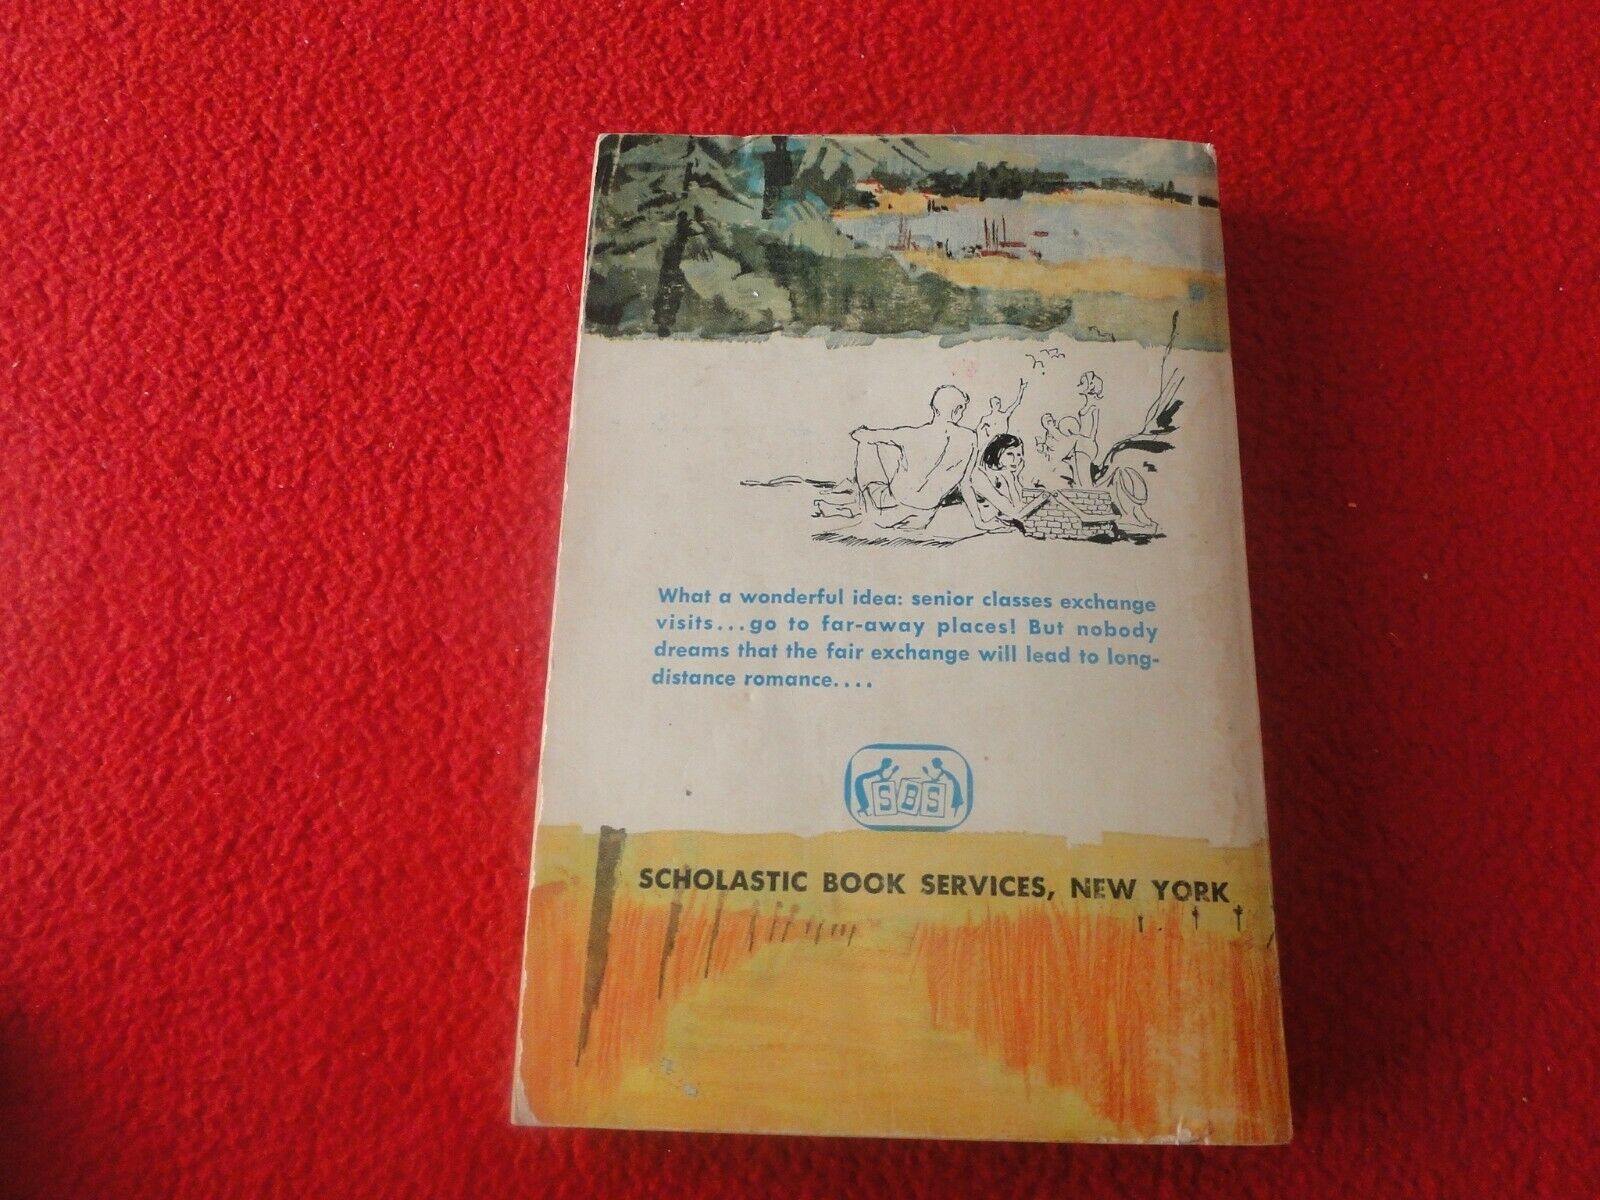 What a wonderful idea: senior classes exchange
visits...go to far-away places! But nobody
dreams that the fair exchange will lead to long-
distance romance....
SBS
SCHOLASTIC BOOK SERVICES, NEW YORK